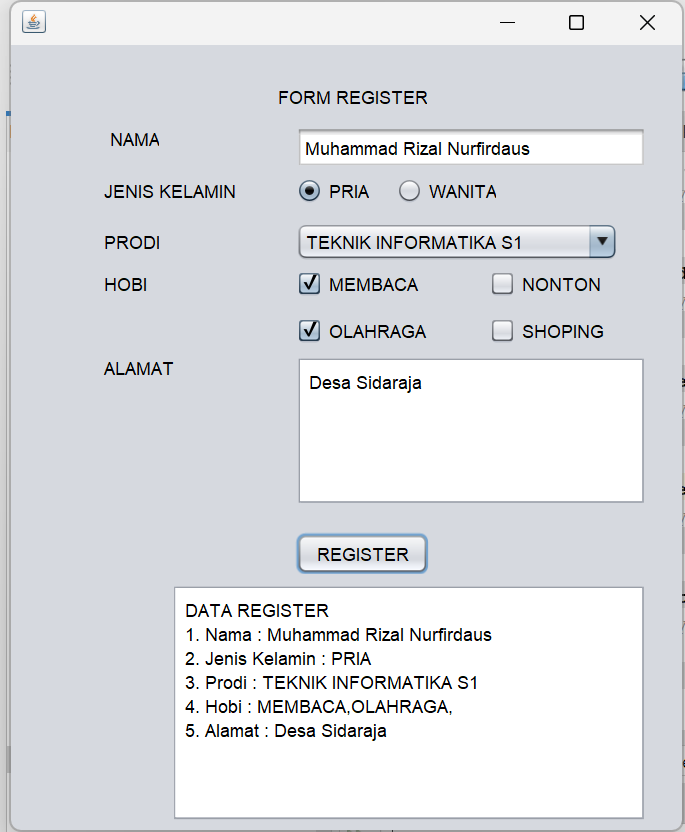 FORM REGISTER
NAMA
Muhammad Rizal Nurfirdaus
JENIS KELAMIN
PRIA
WANITA
PRODI
TEKNIK INFORMATIKA S1
HOBI
MEMBACA
NONTON
OLAHRAGA
SHOPING
ALAMAT
Desa Sidaraja
REGISTER
DATA REGISTER
1. Nama : Muhammad Rizal Nurfirdaus
2. Jenis Kelamin : PRIA
3. Prodi : TEKNIK INFORMATIKA S1
4. Hobi : MEMBACA,OLAHRAGA,
5. Alamat : Desa Sidaraja